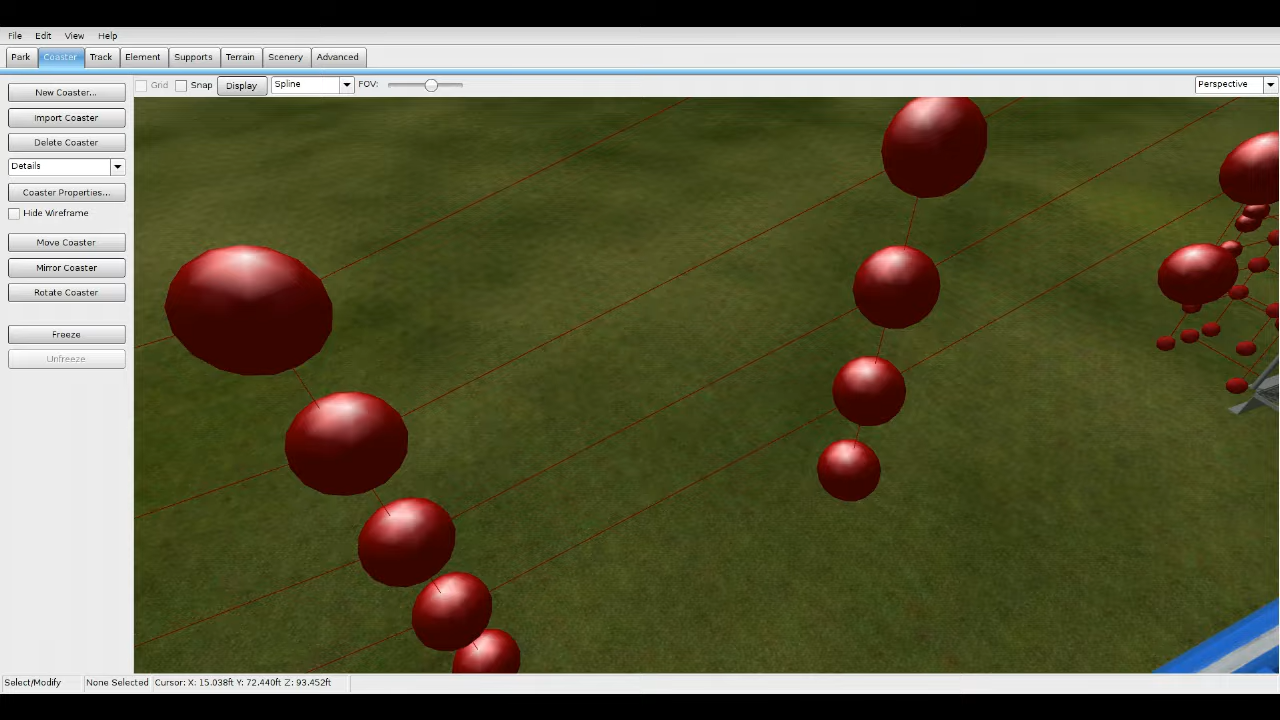 File Edit View Help
Park Coaster Track Element Supports Terrain Scenery Advanced
Grid Snap Display Spline FOV: Perspective
New Coaster...
Import Coaster
Delete Coaster
Details
Coaster Properties...
Hide Wireframe
Move Coaster
Mirror Coaster
Rotate Coaster
Freeze
Unfreeze
Select/Modify None Selected Cursor: X: 15.038ft Y: 72.440ft Z: 93.452ft